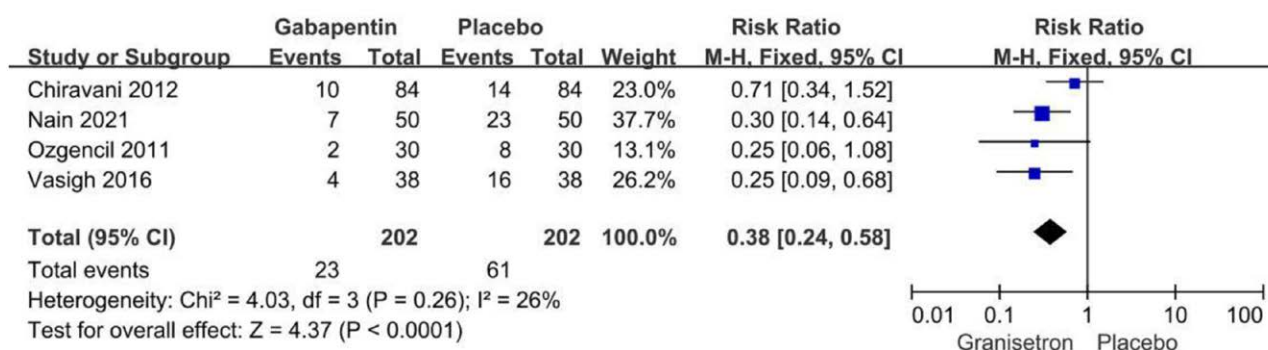 Gabapentin Placebo Risk Ratio Risk Ratio
Study or Subgroup Events Total Events Total Weight M-H, Fixed, 95% CI M-H, Fixed, 95% CI
Chiravani 2012 10 84 14 84 23.0% 0.71 [0.34, 1.52]
Nain 2021 7 50 23 50 37.7% 0.30 [0.14, 0.64]
Ozgencil 2011 2 30 8 30 13.1% 0.25 [0.06, 1.08]
Vasigh 2016 4 38 16 38 26.2% 0.25 [0.09, 0.68]
Total (95% CI) 202 202 100.0% 0.38 [0.24, 0.58]
Total events 23 61
Heterogeneity: Chi² = 4.03, df = 3 (P = 0.26); I² = 26%
Test for overall effect: Z = 4.37 (P < 0.0001)
0.01 0.1 1 10 100
Granisetron Placebo